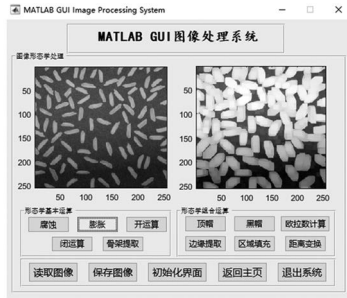 MATLAB GUI Image Processing System
MATLAB GUI图像处理系统
图像形态学处理
50
100
150
200
250
50 100 150 200 250
50
100
150
200
250
50 100 150 200 250
形态学基本运算
腐蚀 膨胀 开运算
闭运算 骨架提取
形态学组合运算
顶帽 黑帽 欧拉数计算
边缘提取 区域填充 距离变换
读取图像 保存图像 初始化界面 返回主页 退出系统